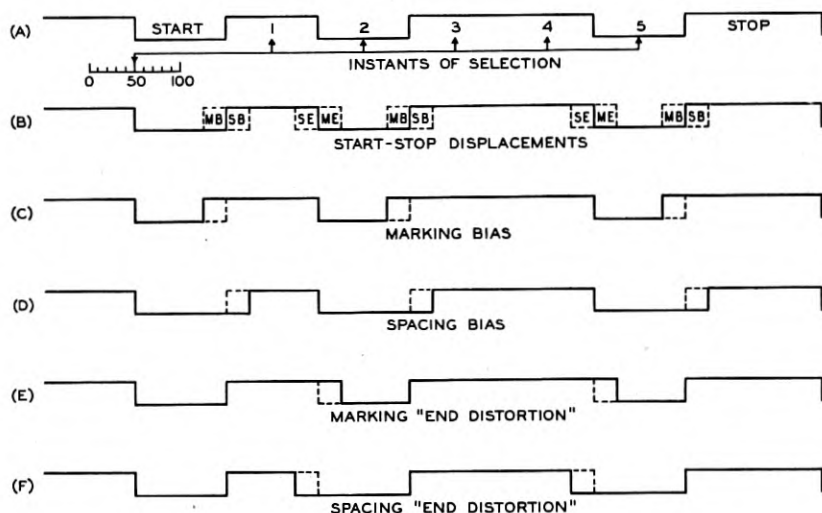 (A) START 1 2 3 4 5 STOP
INSTANTS OF SELECTION
0 50 100
(B) MB SB SE ME MB SB SE ME MB SB
START-STOP DISPLACEMENTS
(C)
MARKING BIAS
(D)
SPACING BIAS
(E)
MARKING "END DISTORTION"
(F)
SPACING "END DISTORTION"